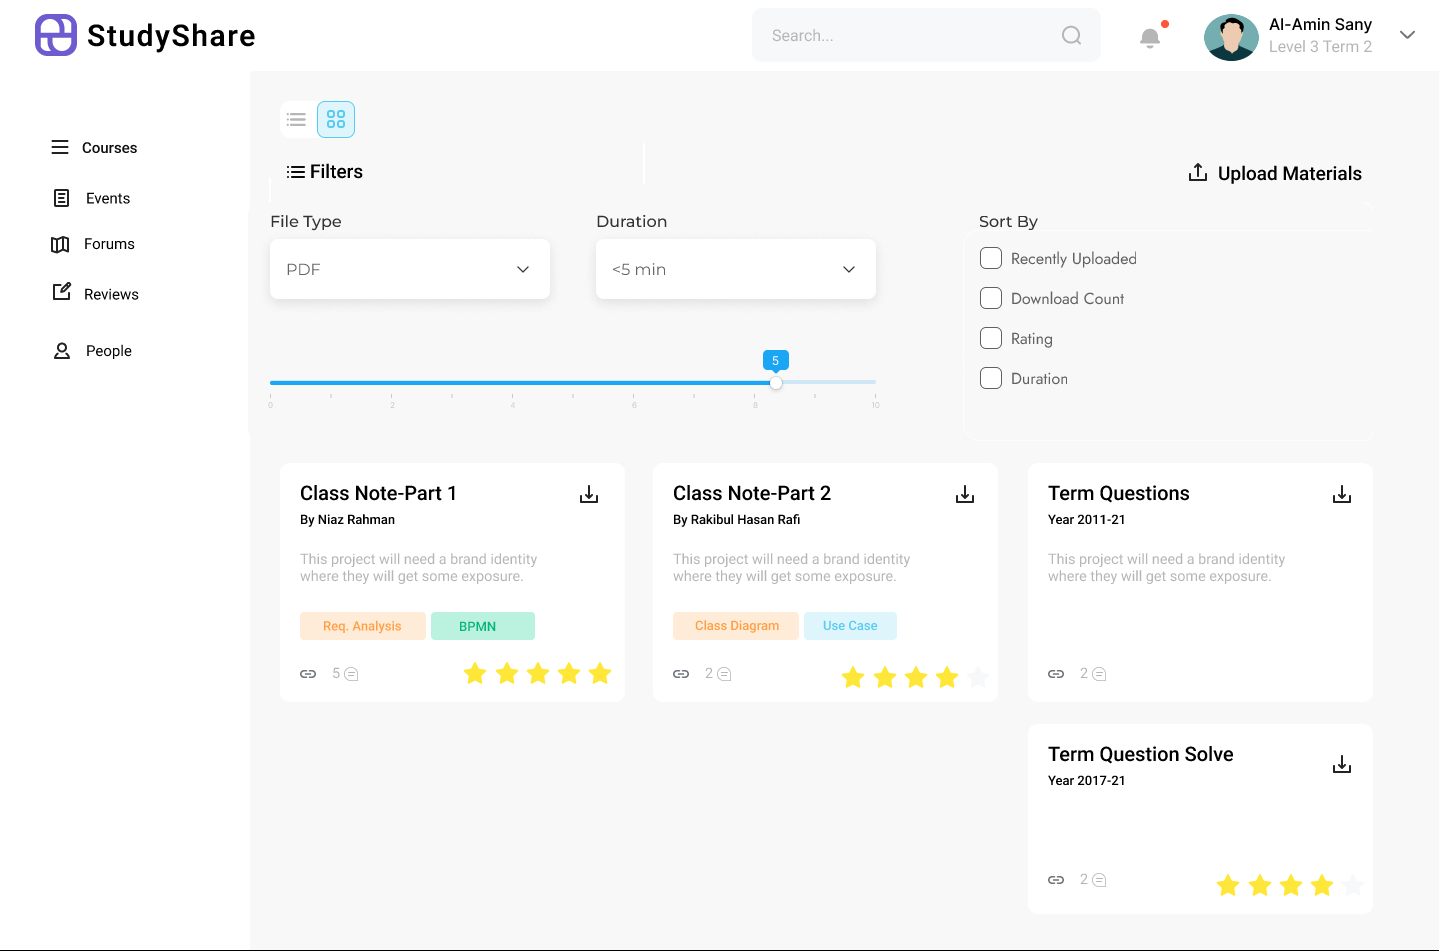 StudyShare
Search...
Al-Amin Sany
Level 3 Term 2
Courses
Events
Forums
Reviews
People
Filters
Upload Materials
File Type
PDF
Duration
<5 min
Sort By
Recently Uploaded
Download Count
Rating
Duration
5
0 2 4 6 8 10
Class Note-Part 1
By Niaz Rahman
This project will need a brand identity
where they will get some exposure.
Req. Analysis
BPMN
5
Class Note-Part 2
By Rakibul Hasan Rafi
This project will need a brand identity
where they will get some exposure.
Class Diagram
Use Case
2
Term Questions
Year 2011-21
This project will need a brand identity
where they will get some exposure.
2
Term Question Solve
Year 2017-21
2